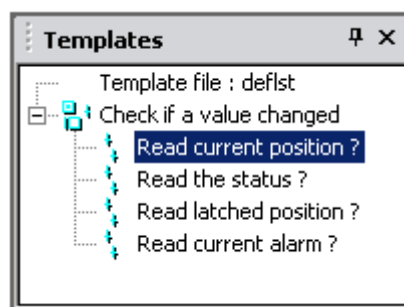 Templates
Template file : deflst
Check if a value changed
Read current position ?
Read the status ?
Read latched position ?
Read current alarm ?